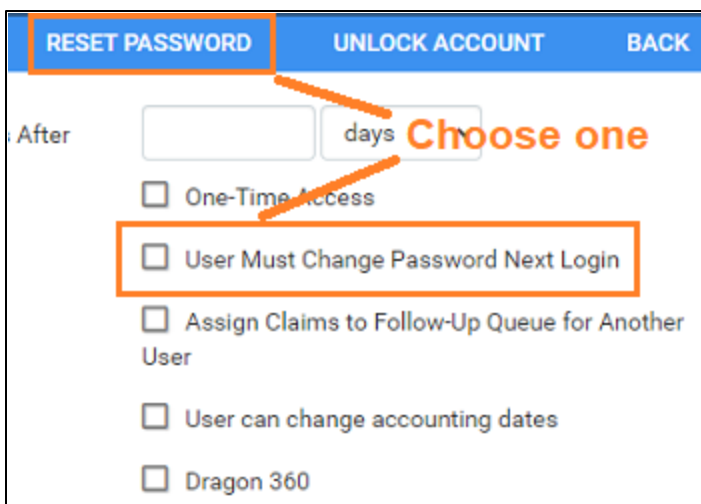 RESET PASSWORD UNLOCK ACCOUNT BACK
After days Choose one
One-Time Access
User Must Change Password Next Login
Assign Claims to Follow-Up Queue for Another
User
User can change accounting dates
Dragon 360